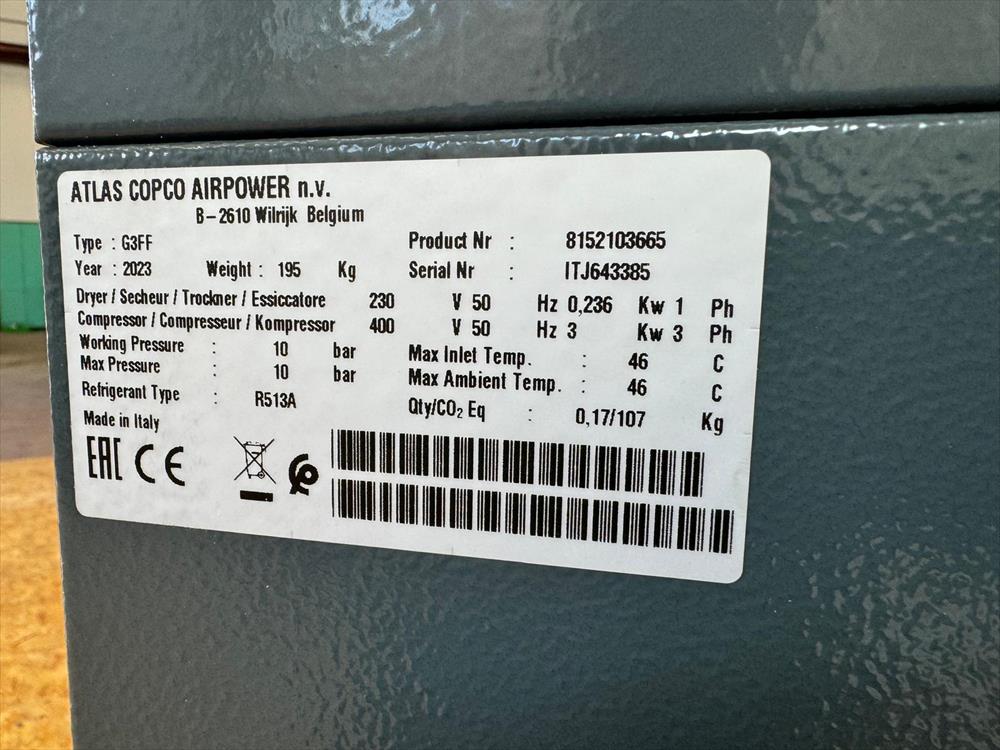 ATLAS COPCO AIRPOWER n.v.
B-2610 Wilrijk Belgium
Type : G3FF Product Nr : 8152103665
Year : 2023 Weight : 195 Kg Serial Nr : ITJ643385
Dryer / Secheur / Trockner / Essiccatore 230 V 50 Hz 0,236 Kw 1 Ph
Compressor / Compresseur / Kompressor 400 V 50 Hz 3 Kw 3 Ph
Working Pressure : 10 bar Max Inlet Temp. : 46 C
Max Pressure : 10 bar Max Ambient Temp. : 46 C
Refrigerant Type : R513A Qty/CO₂ Eq : 0,17/107 Kg
Made in Italy
EAC CE